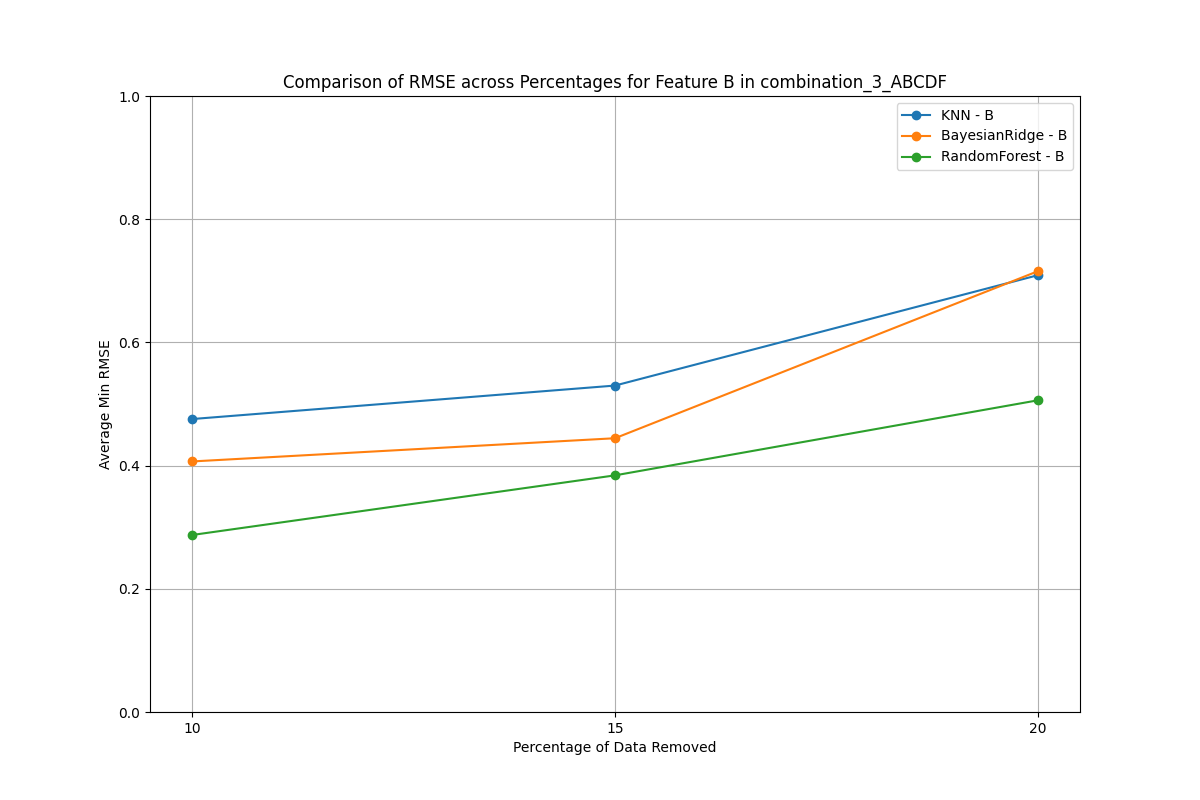 Comparison of RMSE across Percentages for Feature B in combination_3_ABCDF
KNN - B
BayesianRidge - B
RandomForest - B
Average Min RMSE
1.0
0.8
0.6
0.4
0.2
0.0
10
15
20
Percentage of Data Removed